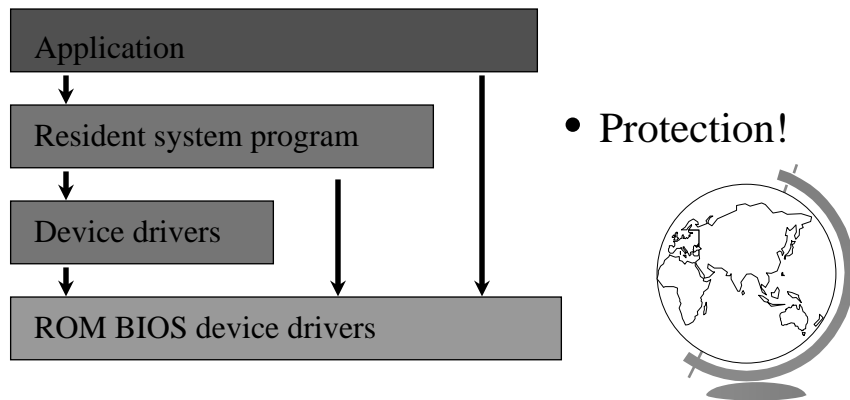 Application
Resident system program
Device drivers
ROM BIOS device drivers
• Protection!